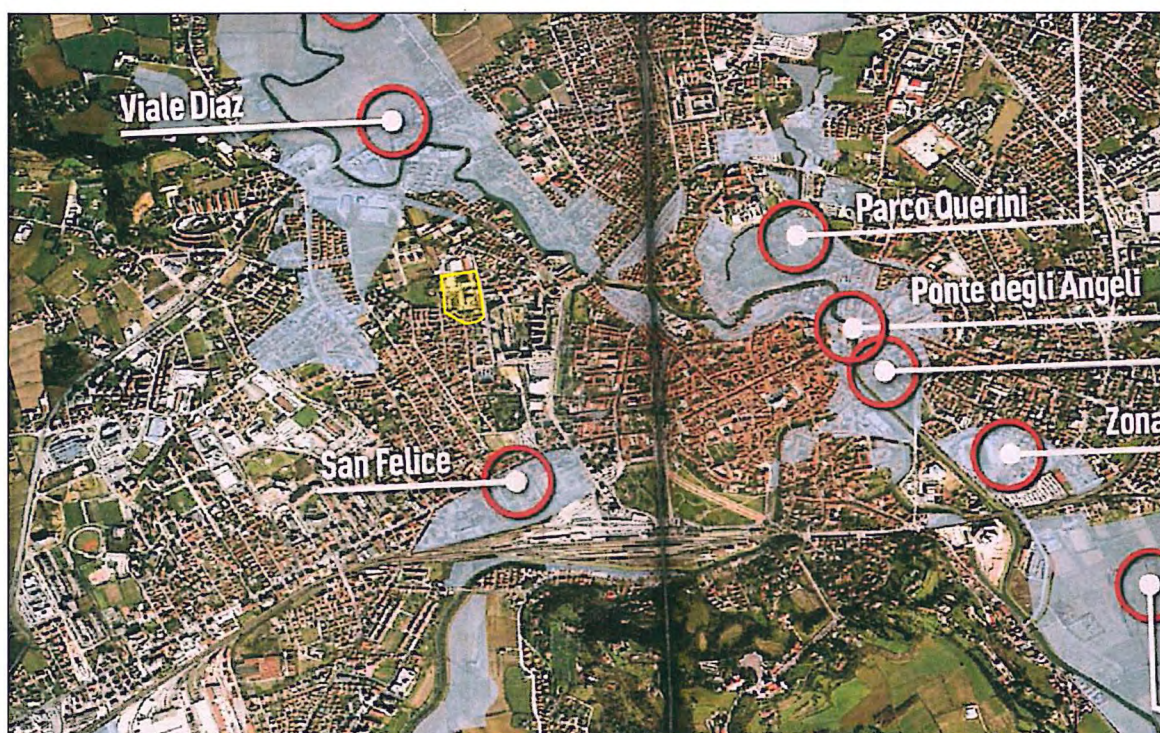 Viale Diaz
Parco Querini
Ponte degli Angeli
Zona
San Felice